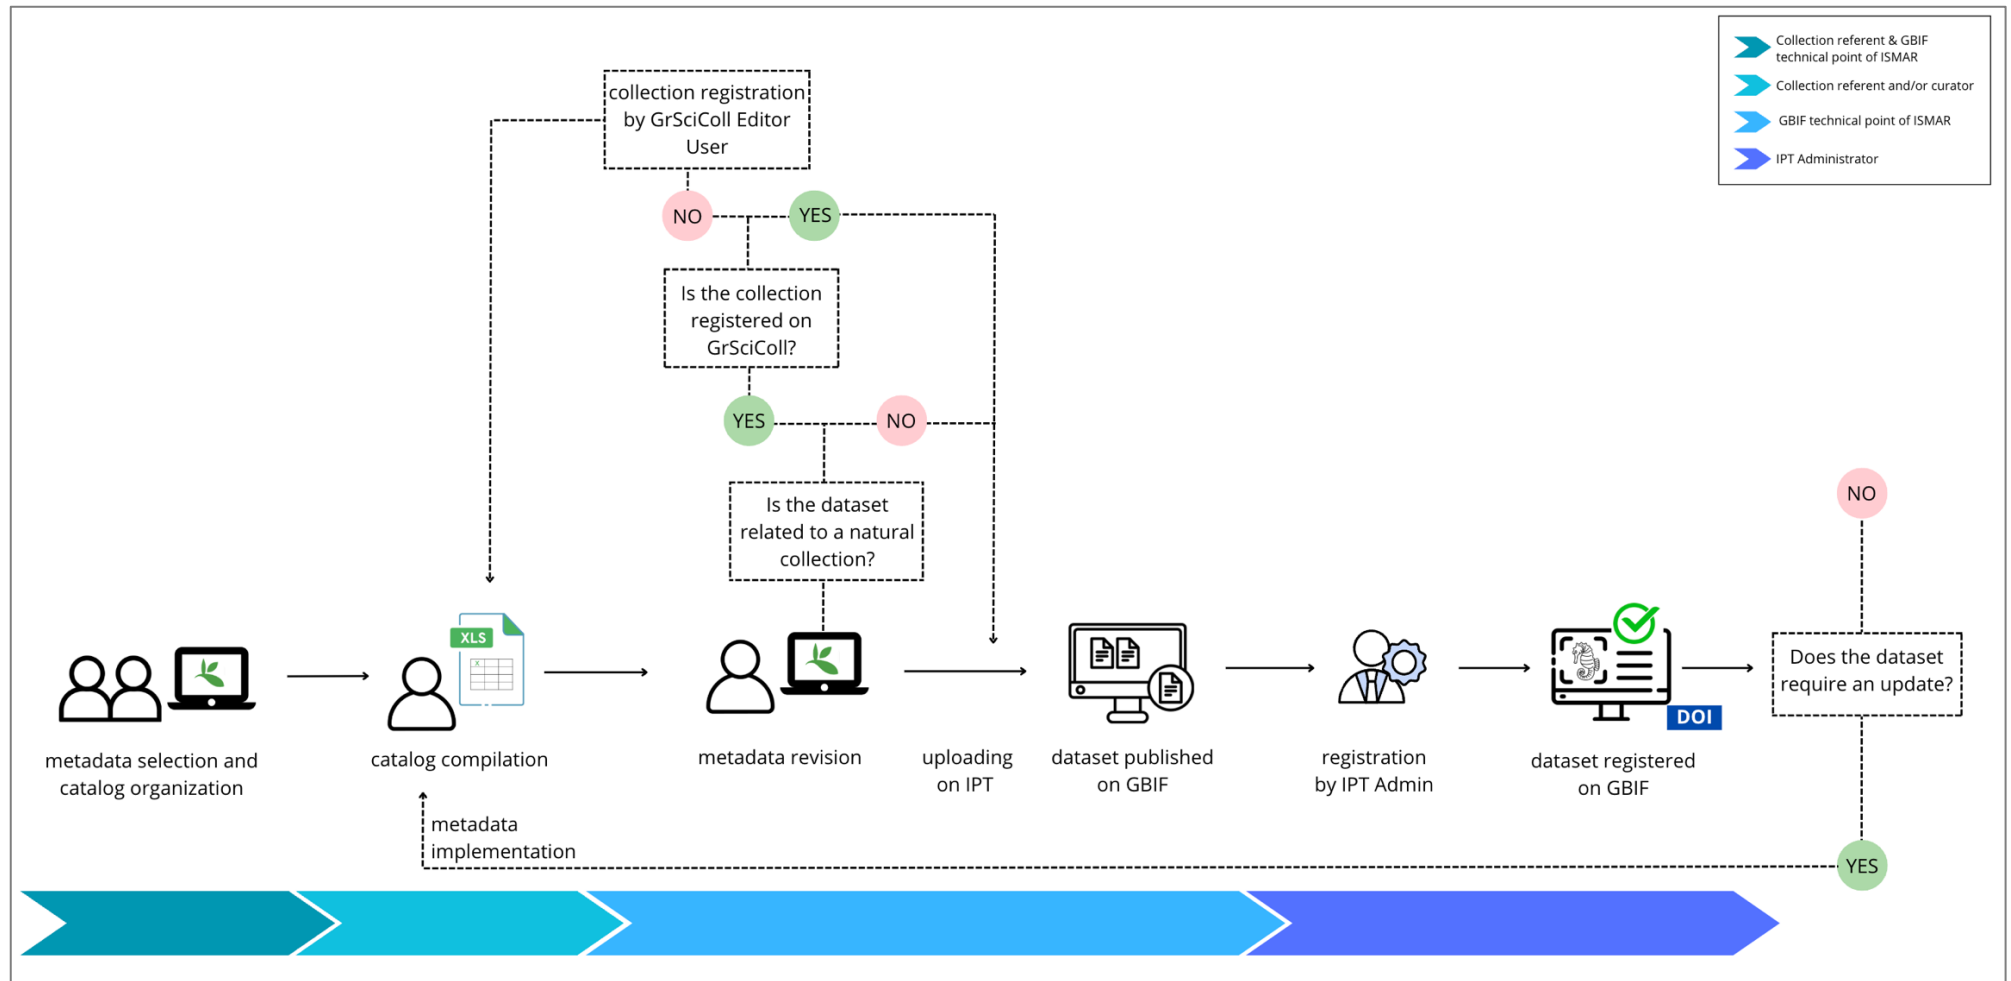 Collection referent & GBIF
technical point of ISMAR
Collection referent and/or curator
GBIF technical point of ISMAR
IPT Administrator
collection registration
by GrSciColl Editor
User
NO
YES
Is the collection
registered on
GrSciColl?
YES
NO
Is the dataset
related to a natural
collection?
NO
XLS
X
Does the dataset
require an update?
DOI
metadata selection and
catalog organization
catalog compilation
metadata revision
uploading
on IPT
dataset published
on GBIF
registration
by IPT Admin
dataset registered
on GBIF
metadata
implementation
YES